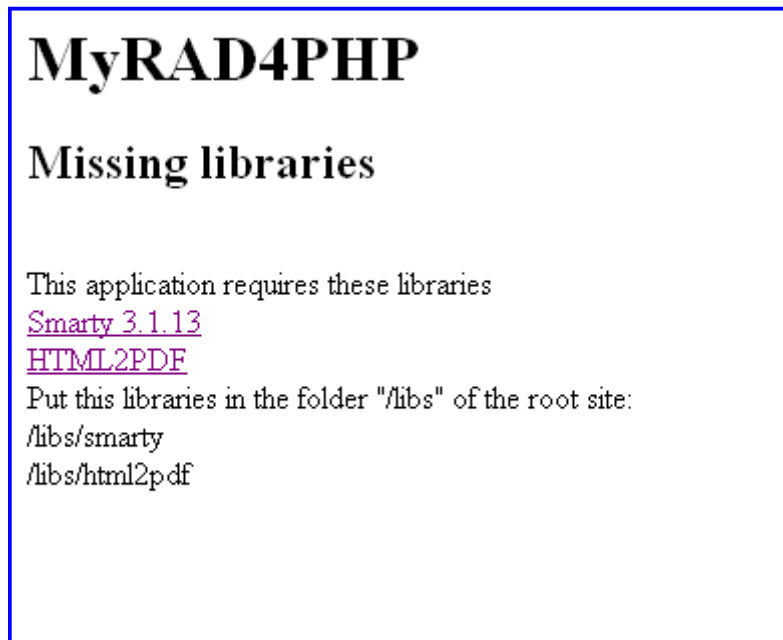 MyRAD4PHP
Missing libraries
This application requires these libraries
Smarty 3.1.13
HTML2PDF
Put this libraries in the folder "/libs" of the root site:
/libs/smarty
/libs/html2pdf